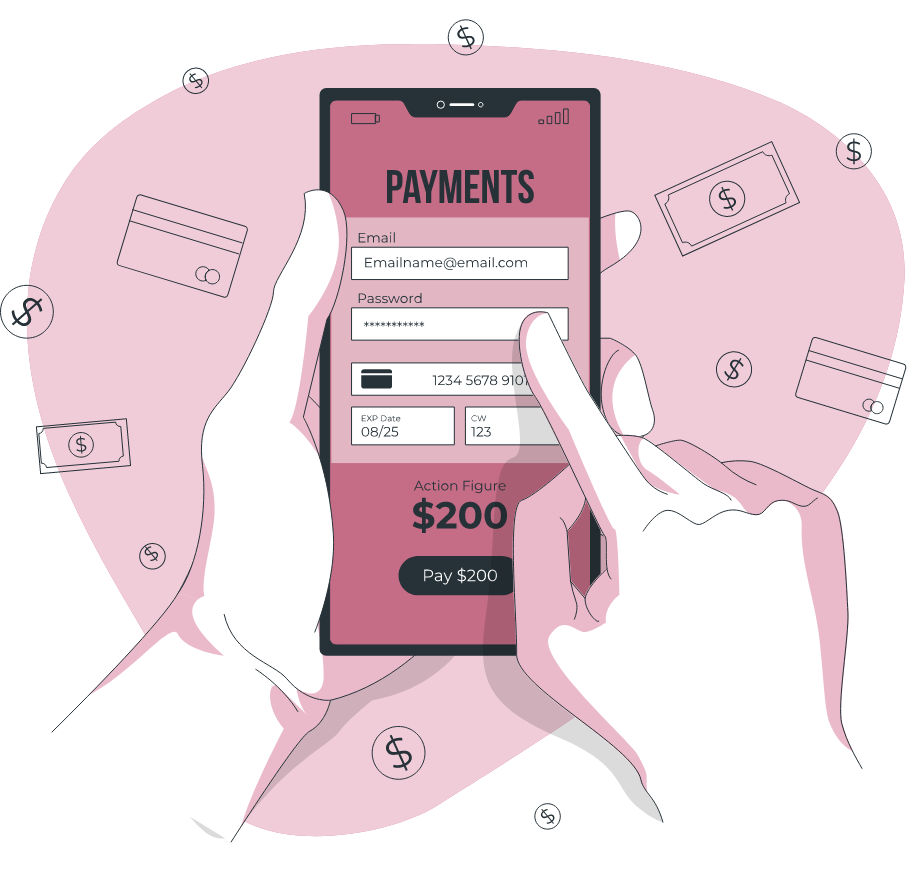 PAYMENTS
Email
Emailname@email.com
Password
***********
1234 5678 9101
EXP Date
08/25
CW
123
Action Figure
$200
Pay $200